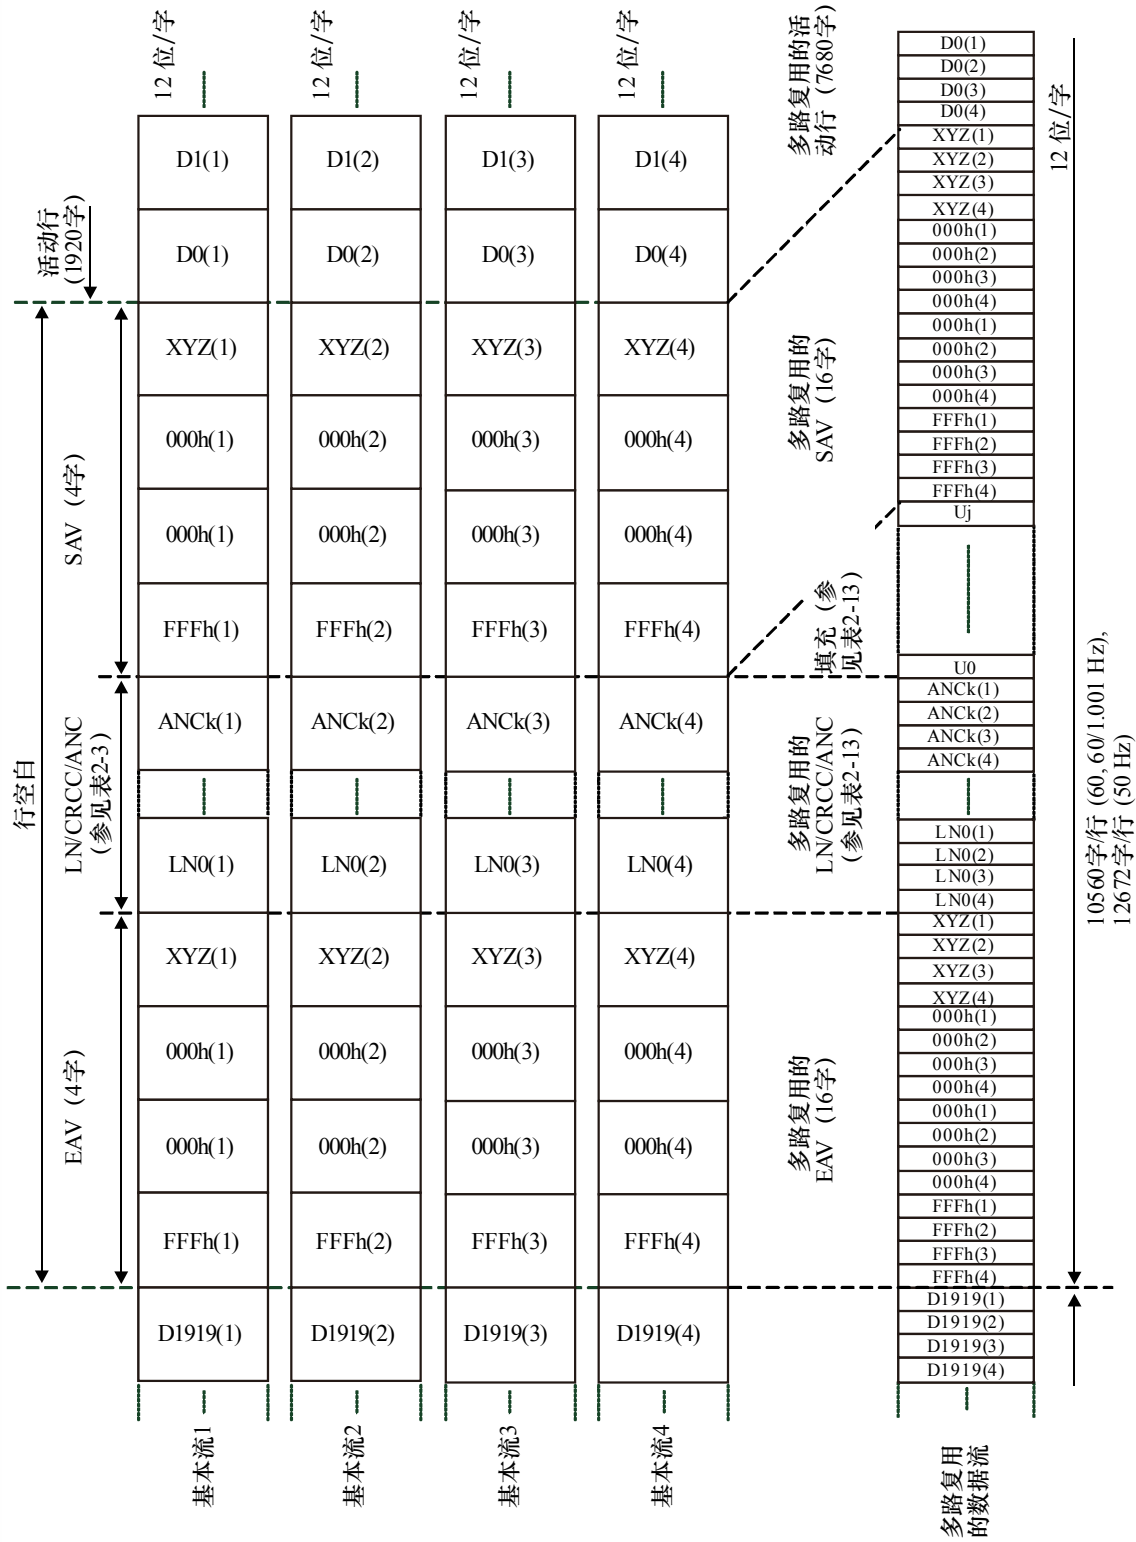 行空白
EAV (4字)
LN/CRCC/ANC
(参见表2-3)
SAV (4字)
活动行
(1920字)
基本流1
D1919(1)
FFFh(1)
000h(1)
000h(1)
XYZ(1)
LN0(1)
ANCk(1)
FFFh(1)
000h(1)
000h(1)
XYZ(1)
D0(1)
D1(1)
12 位/字
基本流2
D1919(2)
FFFh(2)
000h(2)
000h(2)
XYZ(2)
LN0(2)
ANCk(2)
FFFh(2)
000h(2)
000h(2)
XYZ(2)
D0(2)
D1(2)
12 位/字
基本流3
D1919(3)
FFFh(3)
000h(3)
000h(3)
XYZ(3)
LN0(3)
ANCk(3)
FFFh(3)
000h(3)
000h(3)
XYZ(3)
D0(3)
D1(3)
12 位/字
基本流4
D1919(4)
FFFh(4)
000h(4)
000h(4)
XYZ(4)
LN0(4)
ANCk(4)
FFFh(4)
000h(4)
000h(4)
XYZ(4)
D0(4)
D1(4)
12 位/字
多路复用的
EAV (16字)
多路复用的
LN/CRCC/ANC
(参见表2-13)
填充 (参
见表2-13)
多路复用的
SAV (16字)
多路复用的活
动行 (7680字)
多路复用
的数据流
D1919(4)
D1919(3)
D1919(2)
D1919(1)
FFFh(4)
FFFh(3)
FFFh(2)
FFFh(1)
000h(4)
000h(3)
000h(2)
000h(1)
000h(4)
000h(3)
000h(2)
000h(1)
XYZ(4)
XYZ(3)
XYZ(2)
XYZ(1)
LN0(4)
LN0(3)
LN0(2)
LN0(1)
ANCk(4)
ANCk(3)
ANCk(2)
ANCk(1)
U0
Uj
FFFh(4)
FFFh(3)
FFFh(2)
FFFh(1)
000h(4)
000h(3)
000h(2)
000h(1)
000h(4)
000h(3)
000h(2)
000h(1)
XYZ(4)
XYZ(3)
XYZ(2)
XYZ(1)
D0(4)
D0(3)
D0(2)
D0(1)
12 位/字
10560字/行 (60, 60/1.001 Hz),
12672字/行 (50 Hz)